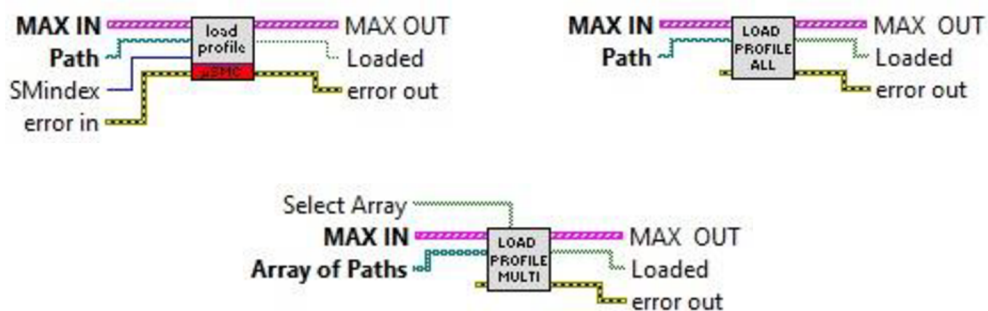 MAX IN
load
profile
MAX OUT
Path
Loaded
SMindex
µSMC
error out
error in
MAX IN
LOAD
PROFILE
ALL
MAX OUT
Path
Loaded
error out
Select Array
MAX IN
LOAD
PROFILE
MULTI
MAX OUT
Array of Paths
Loaded
error out